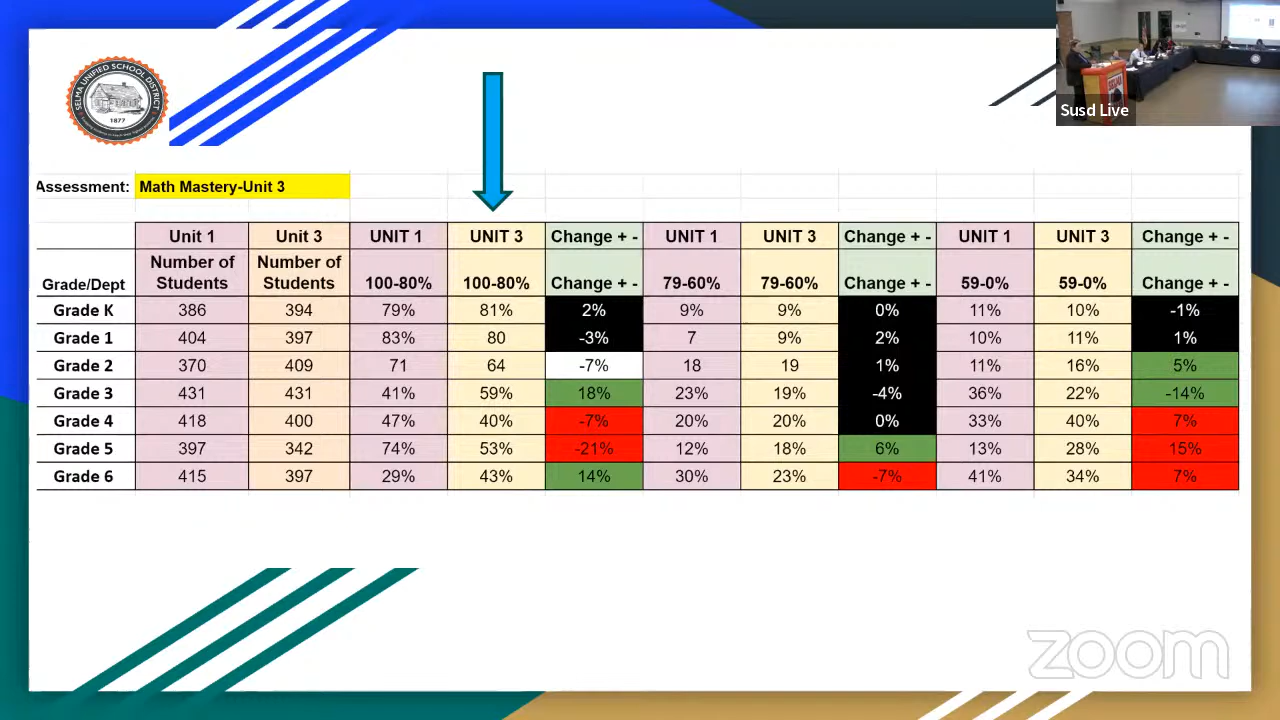 SELMA UNIFIED SCHOOL DISTRICT
1877
Susd Live
Assessment: Math Mastery-Unit 3
Unit 1 Unit 3 UNIT 1 UNIT 3 Change + - UNIT 1 UNIT 3 Change + - UNIT 1 UNIT 3 Change + -
Grade/Dept Number of Students Number of Students 100-80% 100-80% Change + - 79-60% 79-60% Change + - 59-0% 59-0% Change + -
Grade K 386 394 79% 81% 2% 9% 9% 0% 11% 10% -1%
Grade 1 404 397 83% 80 -3% 7 9% 2% 10% 11% 1%
Grade 2 370 409 71 64 -7% 18 19 1% 11% 16% 5%
Grade 3 431 431 41% 59% 18% 23% 19% -4% 36% 22% -14%
Grade 4 418 400 47% 40% -7% 20% 20% 0% 33% 40% 7%
Grade 5 397 342 74% 53% -21% 12% 18% 6% 13% 28% 15%
Grade 6 415 397 29% 43% 14% 30% 23% -7% 41% 34% 7%
zoom